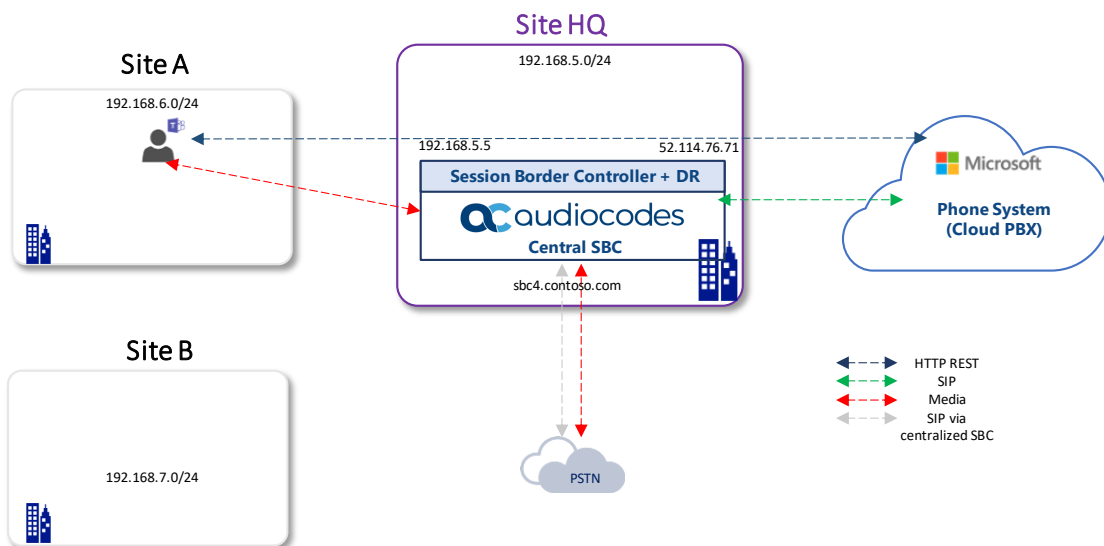 Site HQ
192.168.5.0/24
Site A
192.168.6.0/24
192.168.5.5
52.114.76.71
Session Border Controller + DR
audiocodes
Central SBC
sbc4.contoso.com
Microsoft
Phone System
(Cloud PBX)
Site B
192.168.7.0/24
PSTN
HTTP REST
SIP
Media
SIP via
centralized SBC